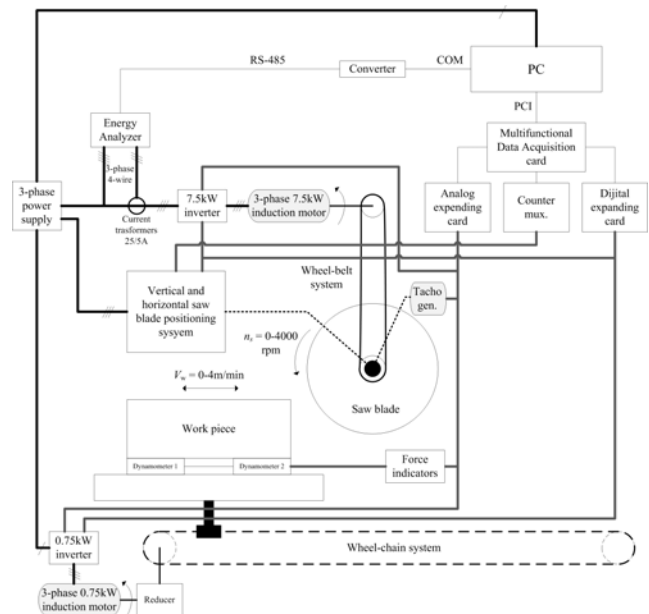 RS-485
Converter
COM
PC
PCI
Energy
Analyzer
Multifunctional
Data Acquisition
card
3-phase
4-wire
3-phase
power
supply
Current
trasformers
25/5A
7.5kW
inverter
3-phase 7.5kW
induction motor
Analog
expending
card
Counter
mux.
Dijital
expanding
card
Wheel-belt
system
Vertical and
horizontal saw
blade positioning
sysyem
Tacho
gen.
nₛ = 0-4000
rpm
Vw = 0-4m/min
Saw blade
Work piece
Dynamometer 1
Dynamometer 2
Force
indicators
0.75kW
inverter
Wheel-chain system
3-phase 0.75kW
induction motor
Reducer